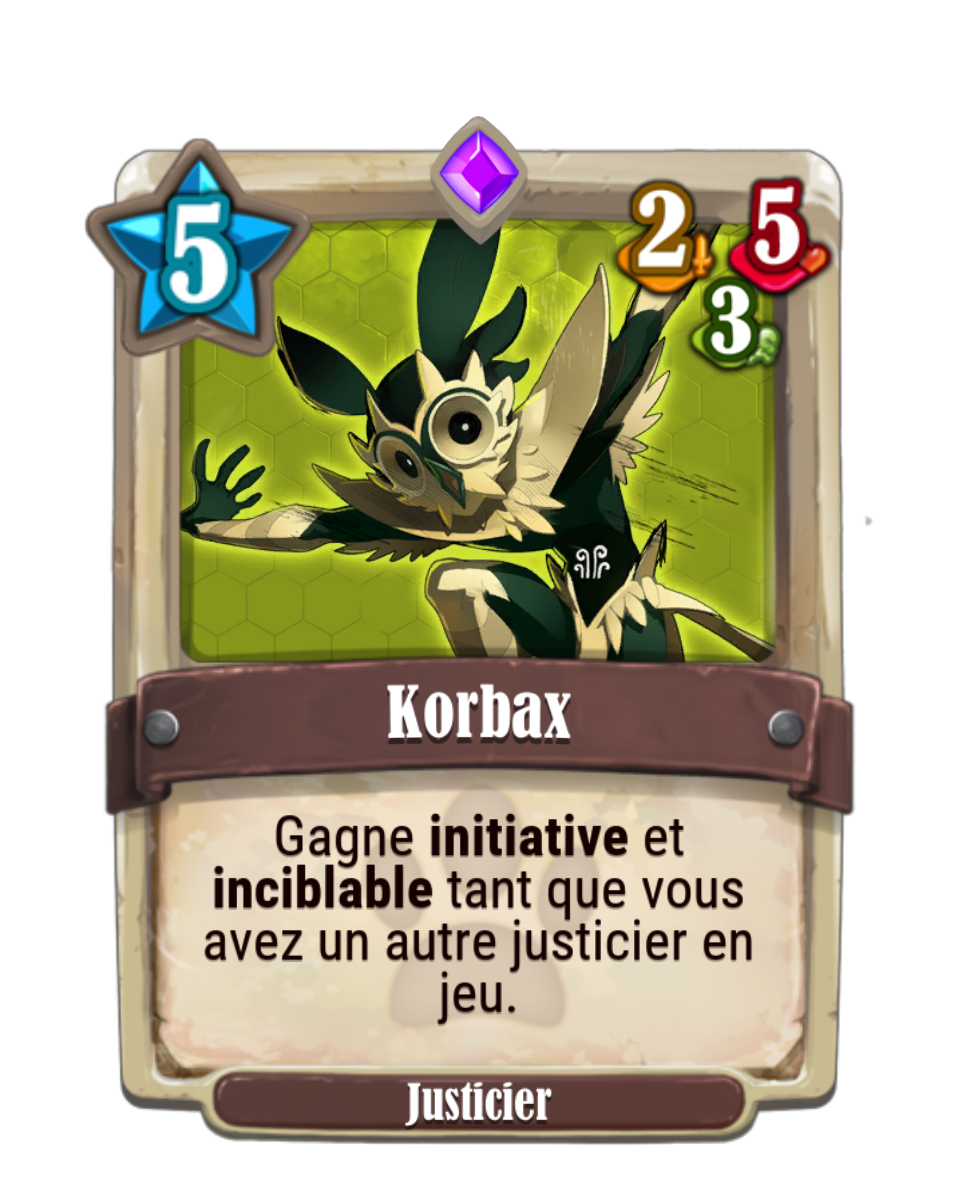 5
2
5
3
Korbax
Gagne initiative et
inciblable tant que vous
avez un autre justicier en
jeu.
Justicier